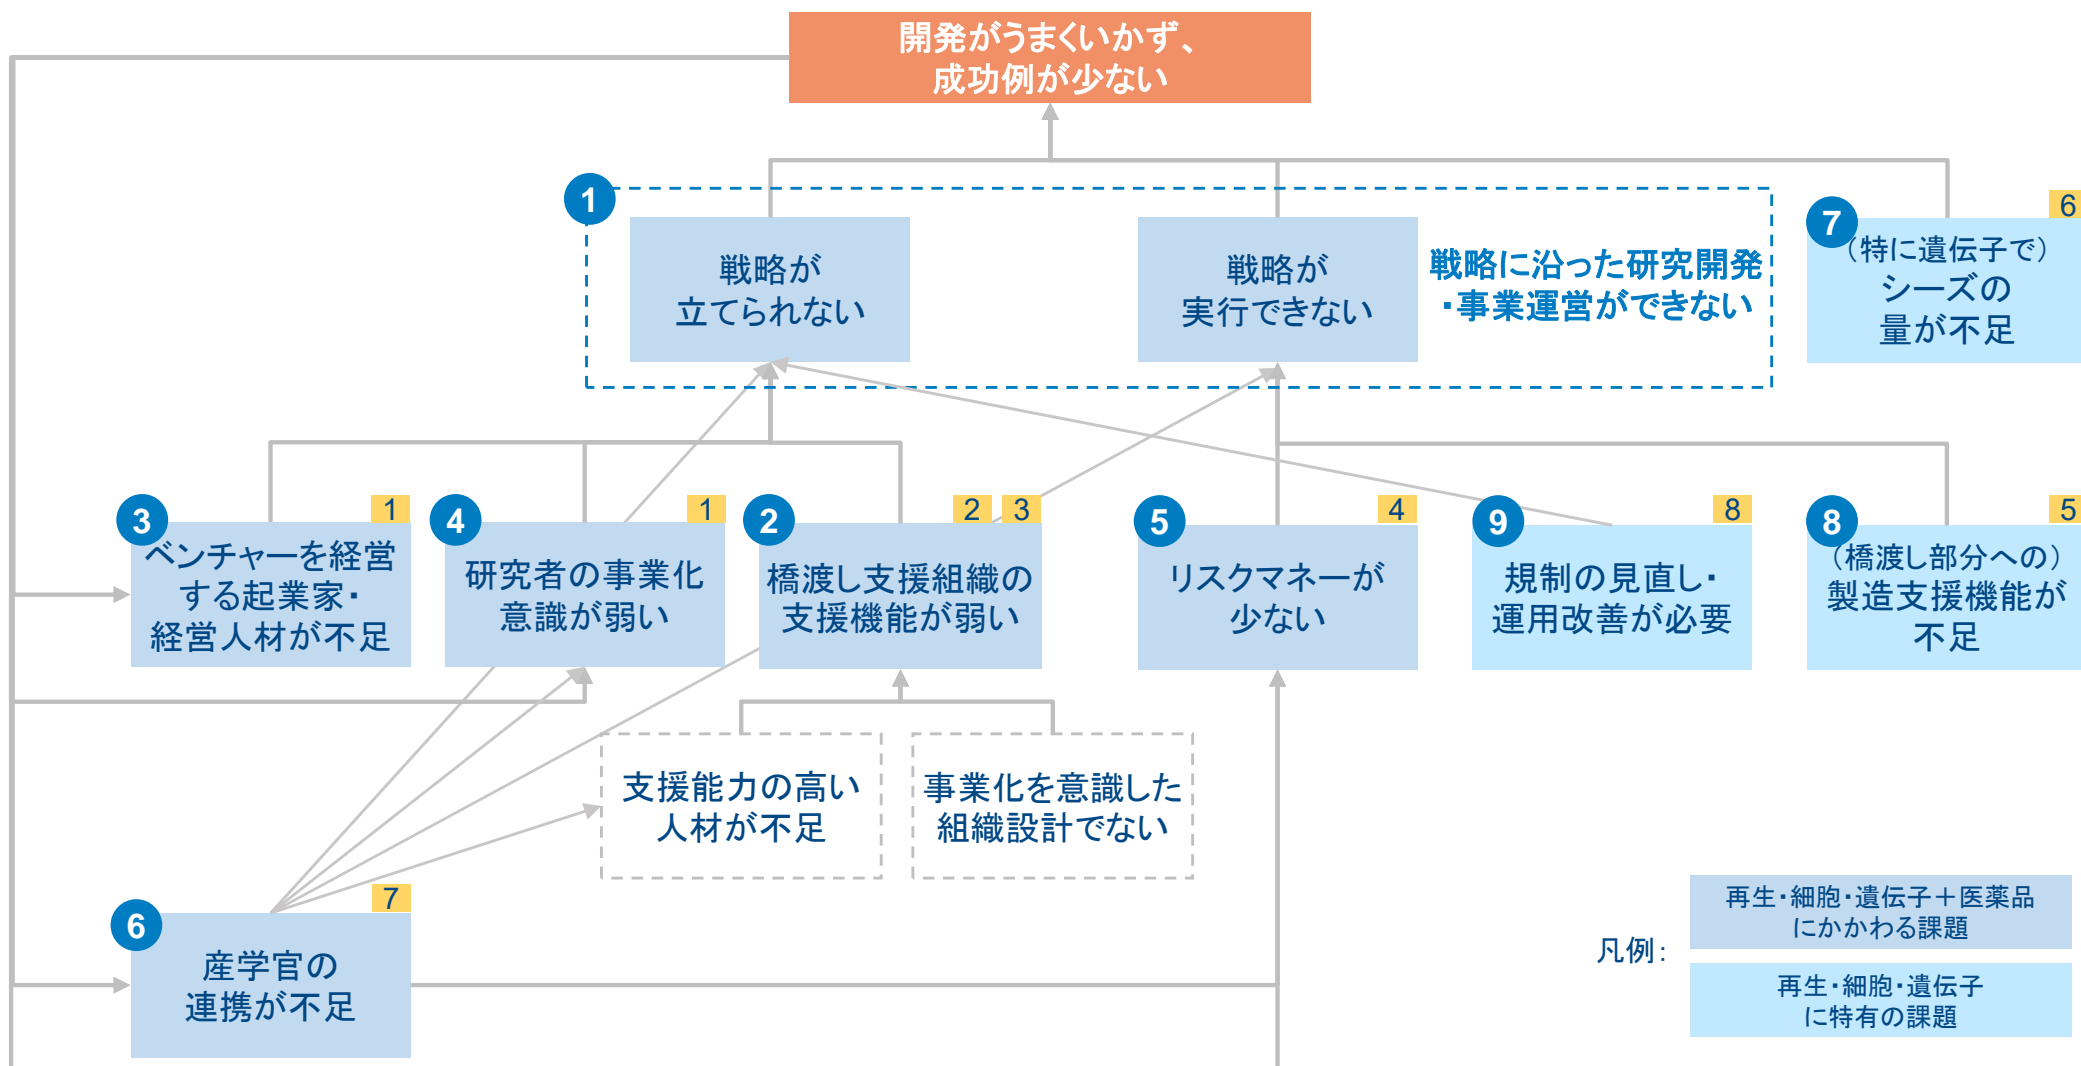 開発がうまくいかず、
成功例が少ない
1
戦略が
立てられない
戦略が
実行できない
戦略に沿った研究開発
・事業運営ができない
7
6
（特に遺伝子で）
シーズの
量が不足
3
1
ベンチャーを経営
する起業家・
経営人材が不足
4
1
研究者の事業化
意識が弱い
2
2
3
橋渡し支援組織の
支援機能が弱い
5
4
リスクマネーが
少ない
9
8
規制の見直し・
運用改善が必要
8
5
（橋渡し部分への）
製造支援機能が
不足
支援能力の高い
人材が不足
事業化を意識した
組織設計でない
6
7
産学官の
連携が不足
凡例：
再生・細胞・遺伝子＋医薬品
にかかわる課題
再生・細胞・遺伝子
に特有の課題